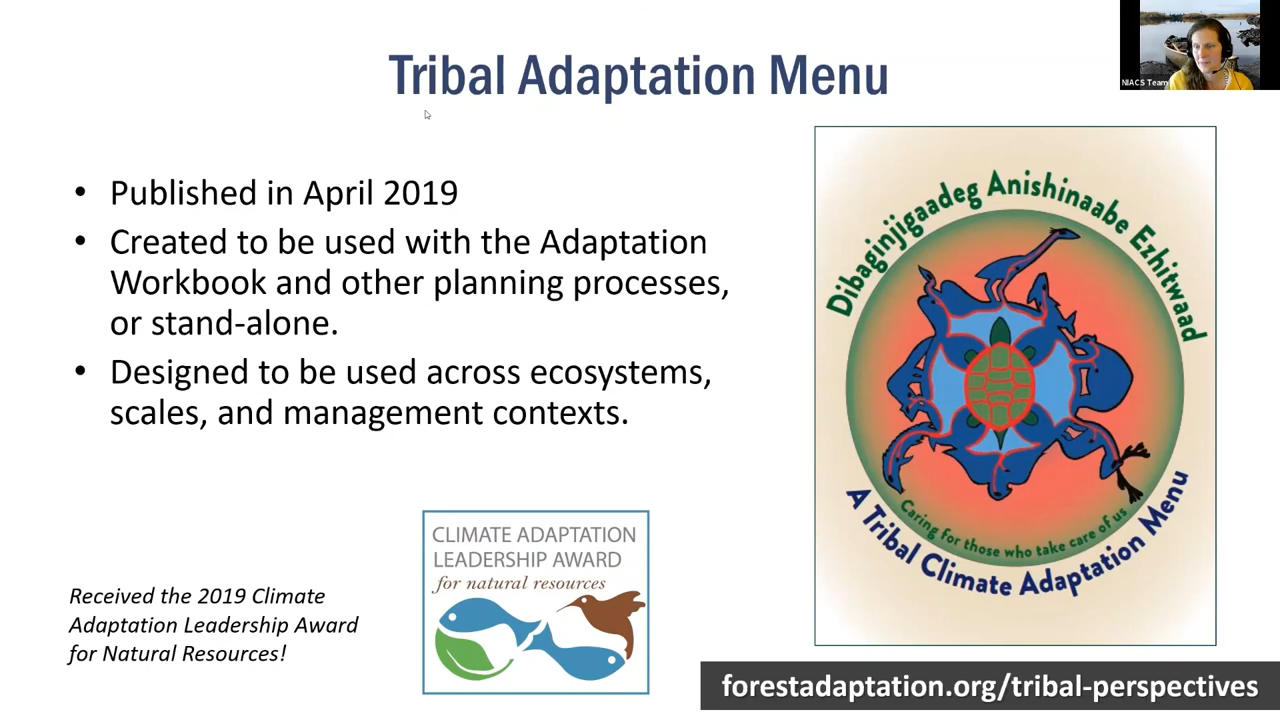 Tribal Adaptation Menu
NIACS Team
• Published in April 2019
• Created to be used with the Adaptation
Workbook and other planning processes,
or stand-alone.
• Designed to be used across ecosystems,
scales, and management contexts.
Dibaginjigaadeg Anishinaabe Ezhitwaad
Caring for those who take care of us
A Tribal Climate Adaptation Menu
CLIMATE ADAPTATION
LEADERSHIP AWARD
for natural resources
Received the 2019 Climate
Adaptation Leadership Award
for Natural Resources!
forestadaptation.org/tribal-perspectives